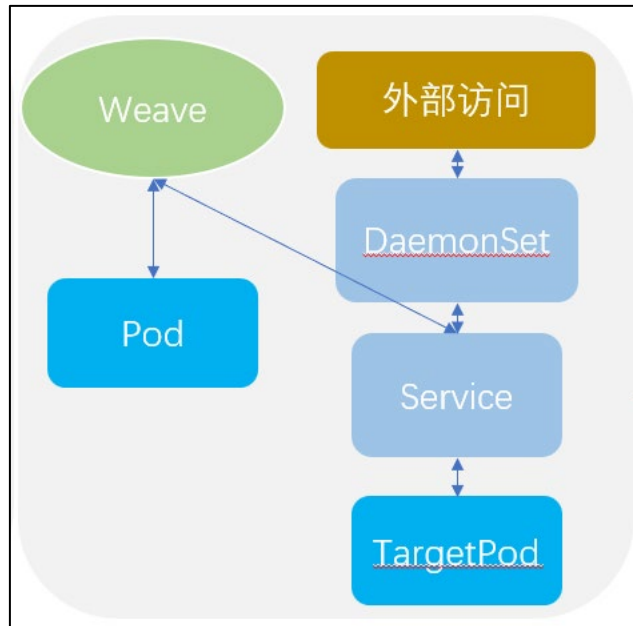 Weave
外部访问
DaemonSet
Pod
Service
TargetPod